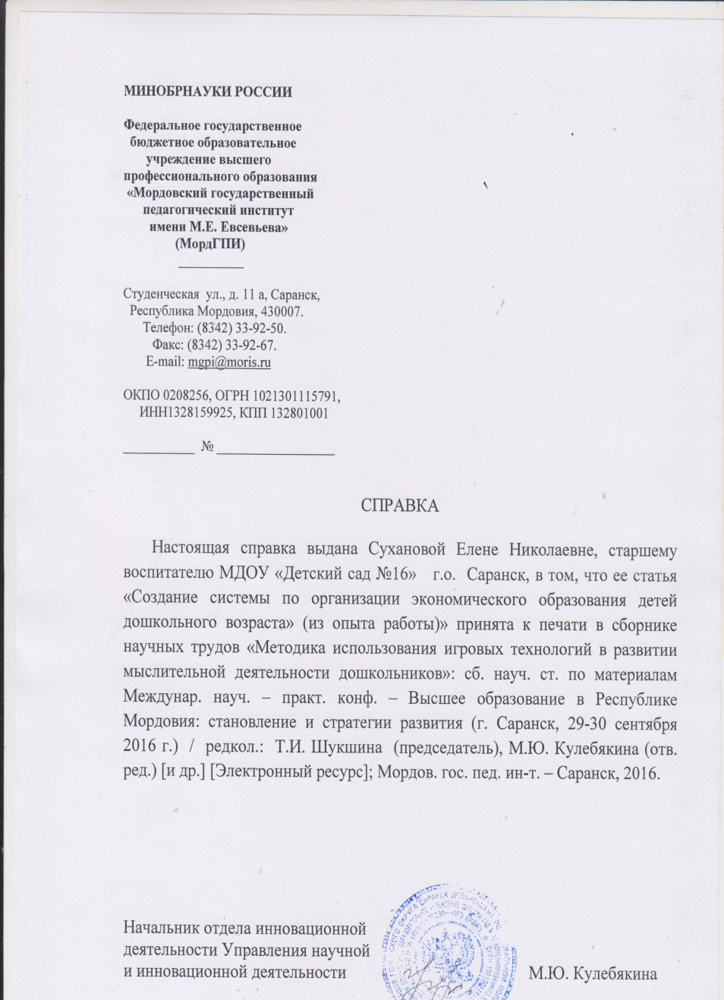 МИНОБРНАУКИ РОССИИ
Федеральное государственное
бюджетное образовательное
учреждение высшего
профессионального образования
«Мордовский государственный
педагогический институт
имени М.Е. Евсевьева»
(МордГПИ)
Студенческая ул., д. 11 а, Саранск,
Республика Мордовия, 430007.
Телефон: (8342) 33-92-50.
Факс: (8342) 33-92-67.
E-mail: mgpi@moris.ru
ОКПО 0208256, ОГРН 1021301115791,
ИНН1328159925, КПП 132801001
__________ № ________________
СПРАВКА
Настоящая справка выдана Сухановой Елене Николаевне, старшему
воспитателю МДОУ «Детский сад №16» г.о. Саранск, в том, что ее статья
«Создание системы по организации экономического образования детей
дошкольного возраста» (из опыта работы)» принята к печати в сборнике
научных трудов «Методика использования игровых технологий в развитии
мыслительной деятельности дошкольников»: сб. науч. ст. по материалам
Междунар. науч. – практ. конф. – Высшее образование в Республике
Мордовия: становление и стратегии развития (г. Саранск, 29-30 сентября
2016 г.) / редкол.: Т.И. Шукшина (председатель), М.Ю. Кулебякина (отв.
ред.) [и др.] [Электронный ресурс]; Мордов. гос. пед. ин-т. – Саранск, 2016.
Начальник отдела инновационной
деятельности Управления научной
и инновационной деятельности
М.Ю. Кулебякина
ОКРУГА САРАНСК